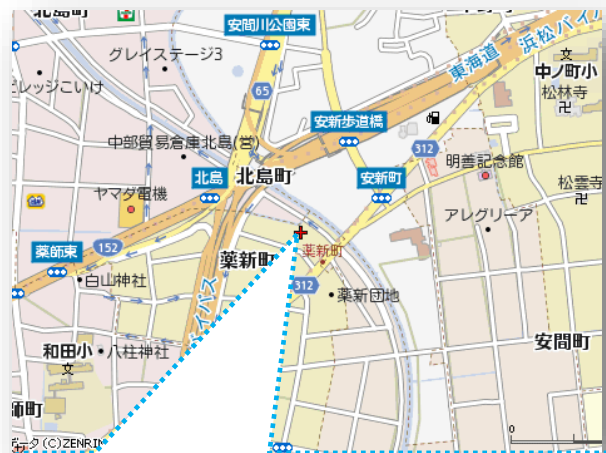 北島町
安間川公園東
グレイステージ3
東海道
浜松バイパ
中ノ町小
松林寺
レッジこいけ
65
安新歩道橋
中部貿易倉庫北島(営)
312
明善記念館
北島
北島町
安新町
松雲寺
ヤマダ電機
アレグリーア
薬師東
152
薬新町
薬新町
白山神社
312
薬新団地
イパス
安間町
和田小
八柱神社
師町
0
データ(C)ZENRIN